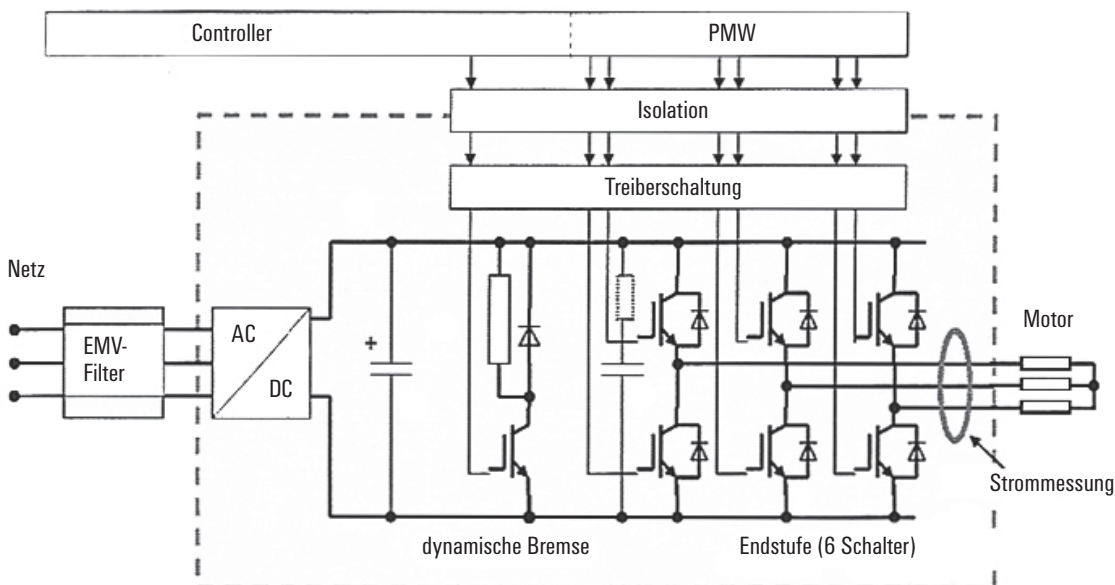 Controller
PMW
Isolation
Treiberschaltung
Netz
EMV-
Filter
AC
DC
+
Motor
Strommessung
dynamische Bremse
Endstufe (6 Schalter)